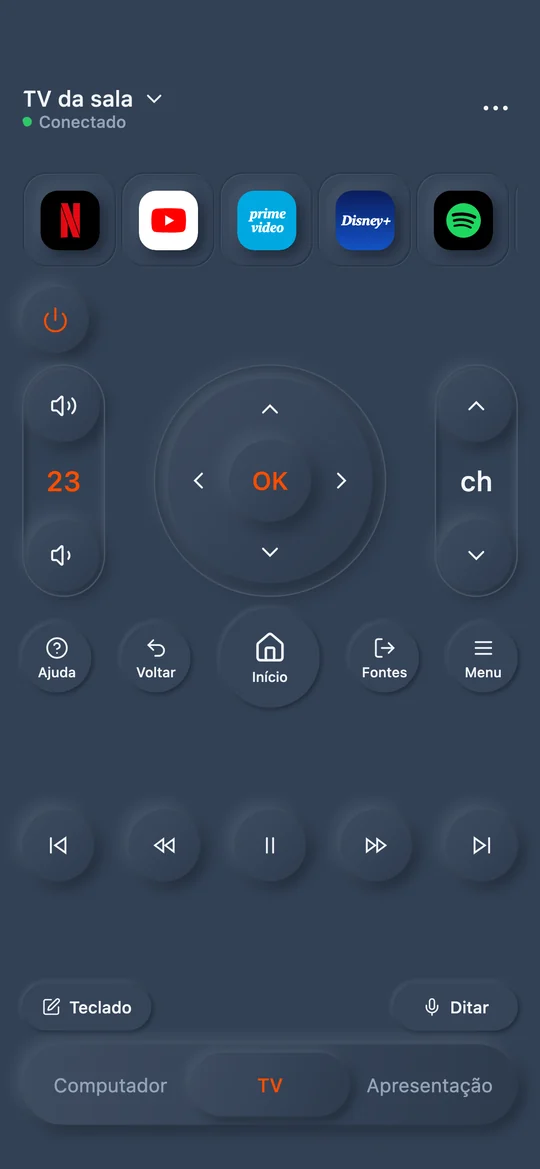 TV da sala
Conectado
N
prime
video
Disney+
23
OK
ch
Ajuda
Voltar
Início
Fontes
Menu
Teclado
Ditar
Computador
TV
Apresentação